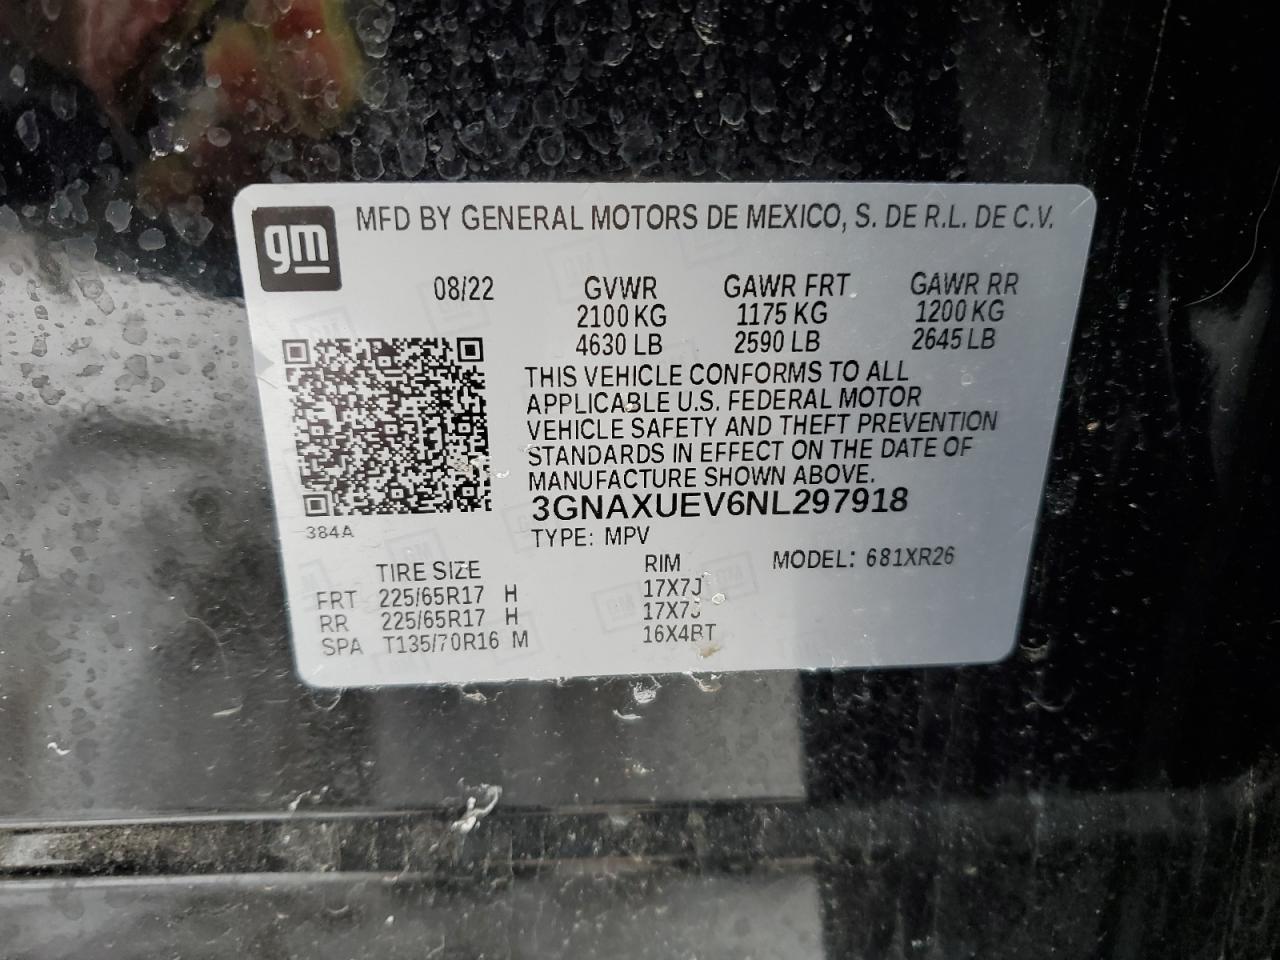 gm
MFD BY GENERAL MOTORS DE MEXICO, S. DE R.L. DE C.V.
08/22 GVWR GAWR FRT GAWR RR
2100 KG 1175 KG 1200 KG
4630 LB 2590 LB 2645 LB
THIS VEHICLE CONFORMS TO ALL
APPLICABLE U.S. FEDERAL MOTOR
VEHICLE SAFETY AND THEFT PREVENTION
STANDARDS IN EFFECT ON THE DATE OF
MANUFACTURE SHOWN ABOVE.
3GNAXUEV6NL297918
384A
TYPE: MPV
TIRE SIZE RIM MODEL: 681XR26
FRT 225/65R17 H 17X7J
RR 225/65R17 H 17X7J
SPA T135/70R16 M 16X4BT